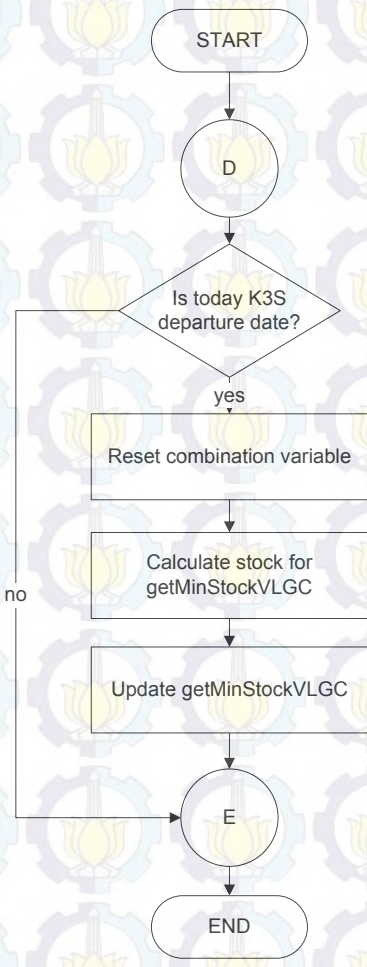 START
D
Is today K3S
departure date?
yes
Reset combination variable
Calculate stock for
getMinStockVLGC
no
Update getMinStockVLGC
E
END